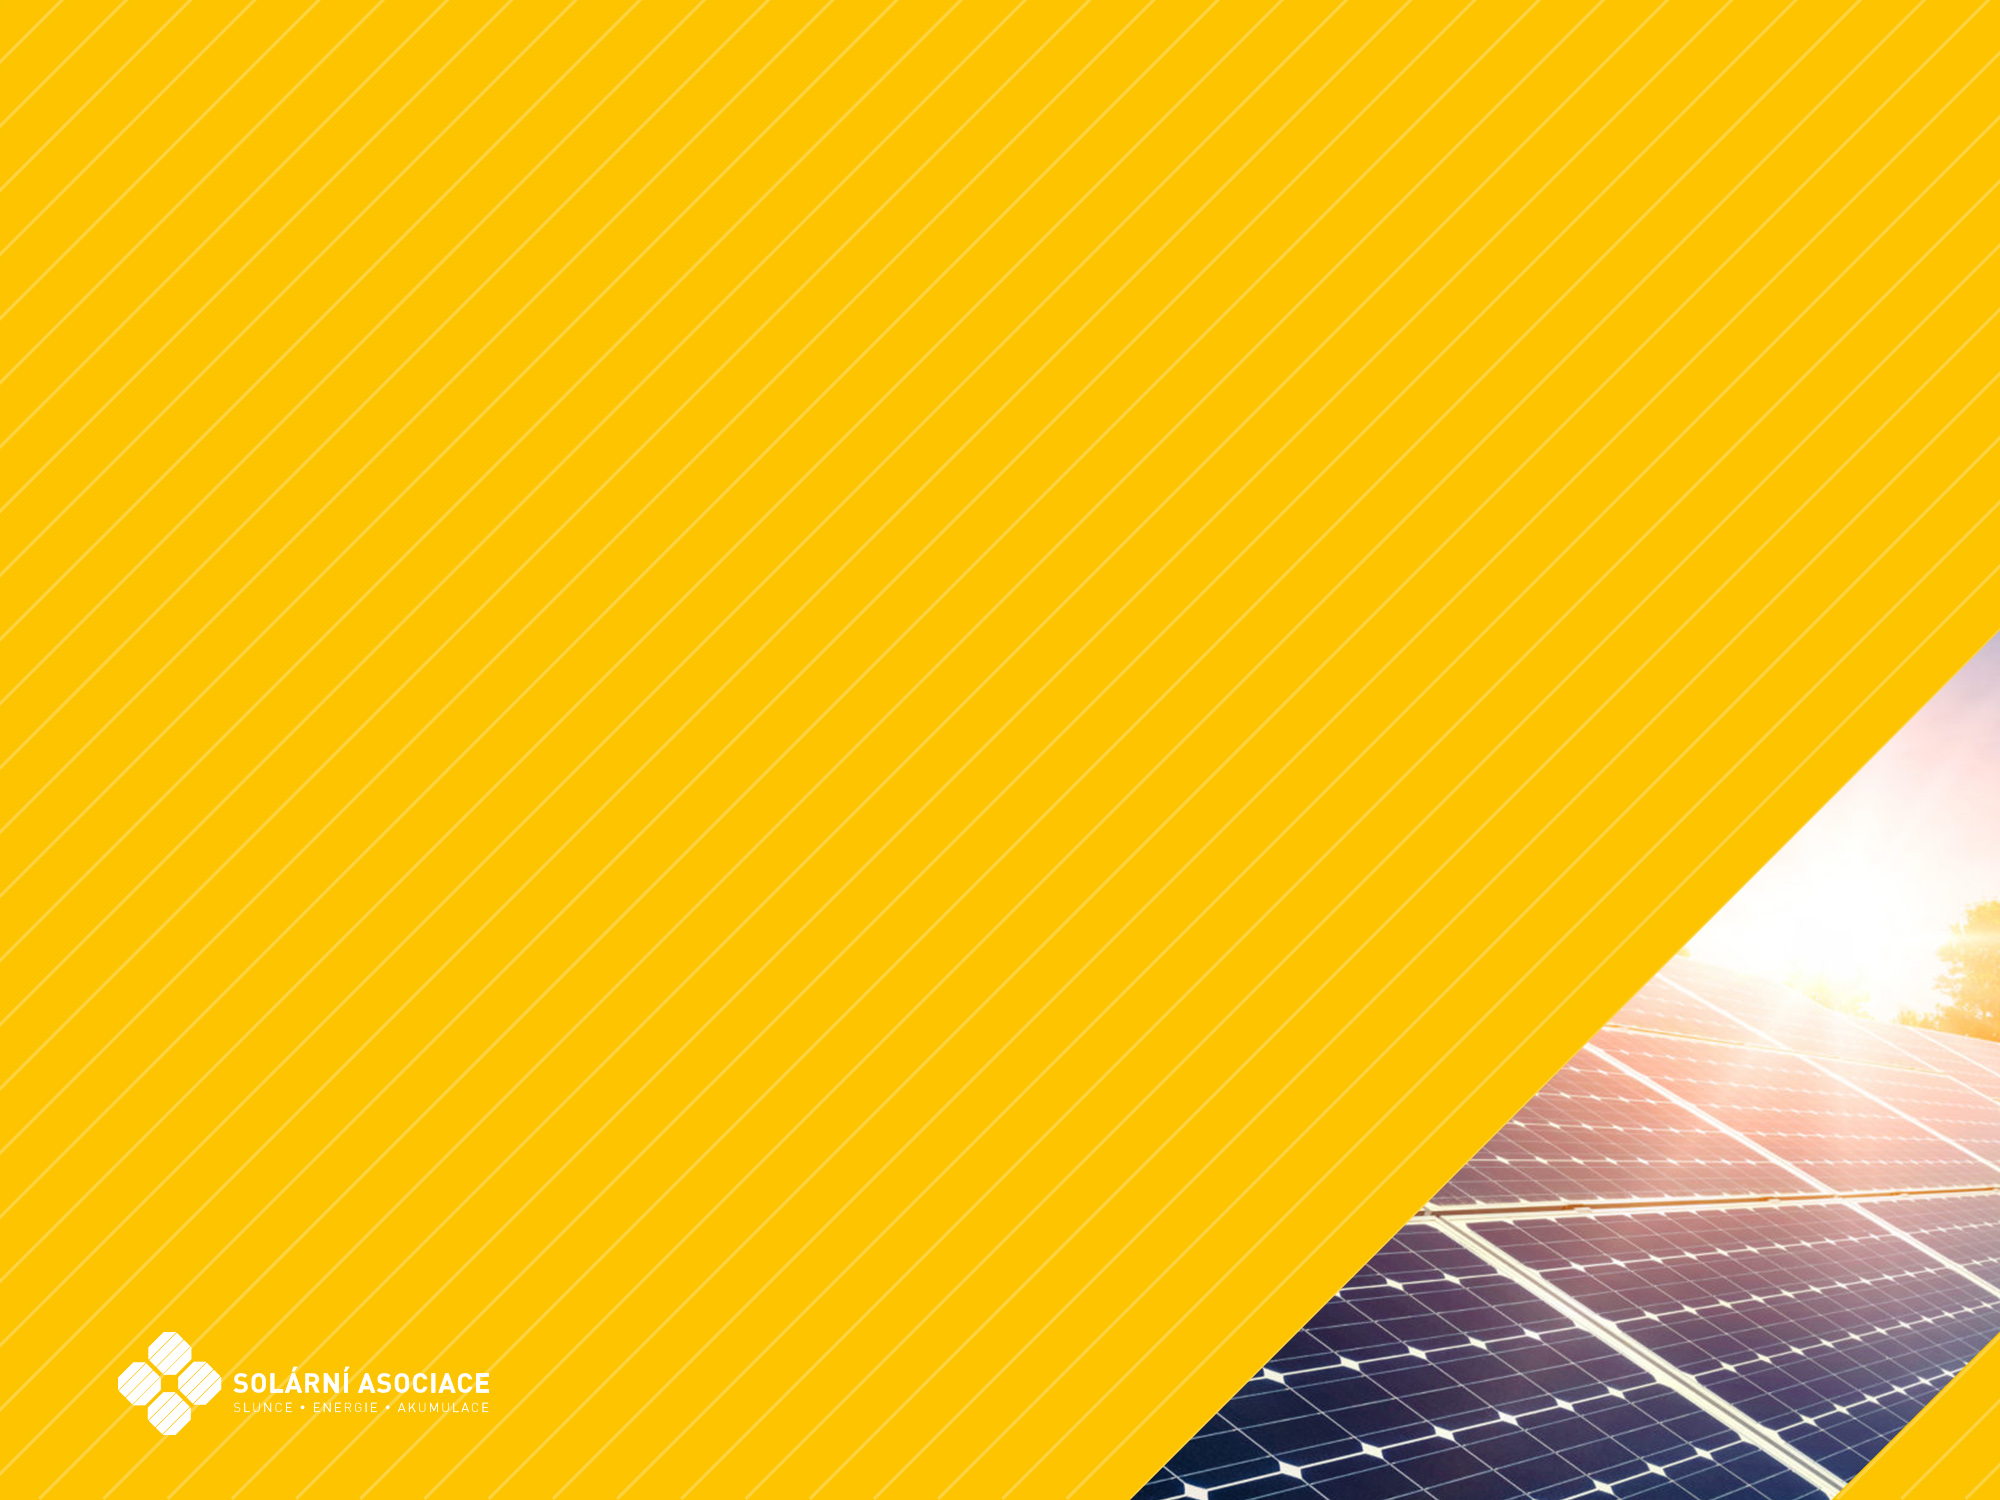 SOLÁRNÍ ASOCIACE
SLUNCE • ENERGIE • AKUMULACE